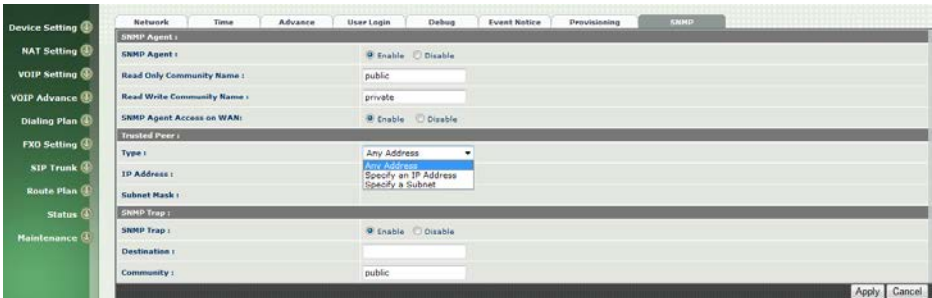 Network Time Advance User Login Debug Event Notice Provisioning SNMP
Device Setting
NAT Setting
VOIP Setting
VOIP Advance
Dialing Plan
FXO Setting
SIP Trunk
Route Plan
Status
Maintenance
SNMP Agent :
SNMP Agent : Enable Disable
Read Only Community Name : public
Read Write Community Name : private
SNMP Agent Access on WAN: Enable Disable
Trusted Peer :
Type : Any Address
Any Address
Specify an IP Address
Specify a Subnet
IP Address :
Subnet Mask :
SNMP Trap :
SNMP Trap : Enable Disable
Destination :
Community : public
Apply Cancel